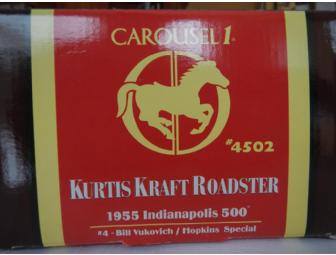 CAROUSEL 1®
#4502
KURTIS KRAFT ROADSTER
1955 Indianapolis 500®
#4 - Bill Vukovich / Hopkins Special